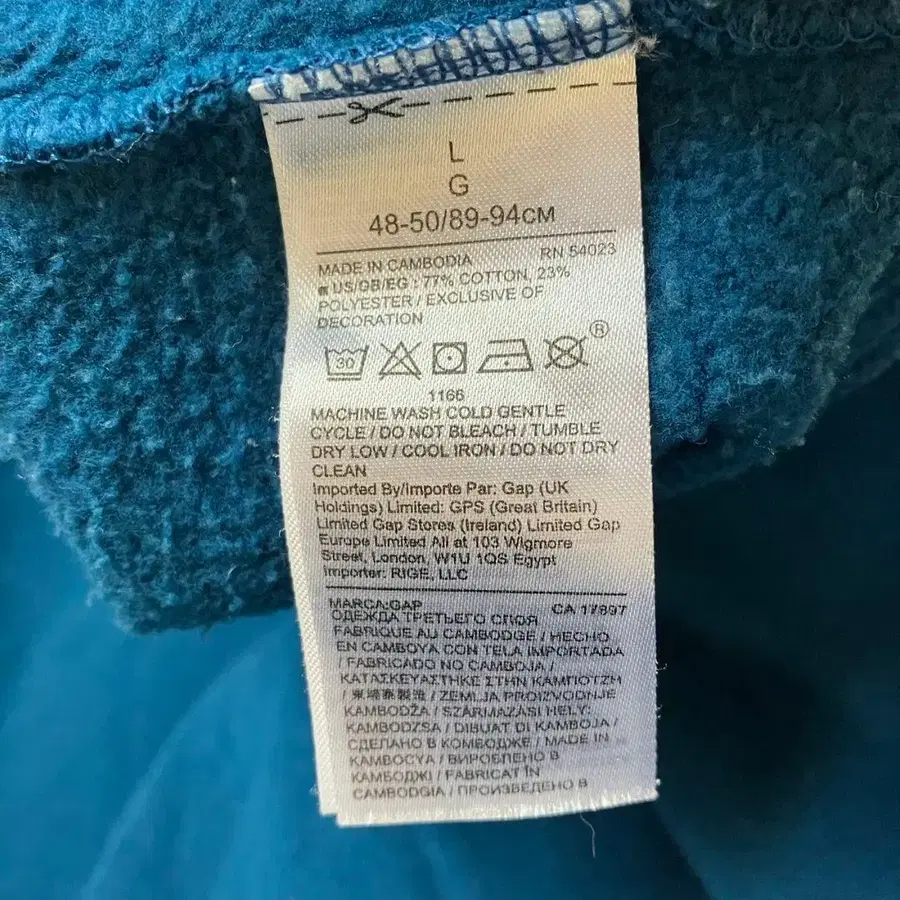 L
G
48-50/89-94CM
MADE IN CAMBODIA RN 54023
US/GB/EG : 77% COTTON, 23%
POLYESTER / EXCLUSIVE OF
DECORATION
30 ®
1166
MACHINE WASH COLD GENTLE
CYCLE / DO NOT BLEACH / TUMBLE
DRY LOW / COOL IRON / DO NOT DRY
CLEAN
Imported By/Importe Par: Gap (UK
Holdings) Limited: GPS (Great Britain)
Limited Gap Stores (Ireland) Limited Gap
Europe Limited All at 103 Wigmore
Street, London, W1U 1QS Egypt
Importer: RIGE, LLC
MARCA:GAP CA 17897
ОДЕЖДА ТРЕТЬЕГО СЛОЯ
FABRIQUE AU CAMBODGE / HECHO
EN CAMBOYA CON TELA IMPORTADA
/ FABRICADO NO CAMBOJA /
ΚΑΤΑΣΚΕΥΑΣΤΗΚΕ ΣΤΗΝ ΚΑΜΠΟΤΖΗ
/ 柬埔寨製造 / ZEMLJA PROIZVODNJE
KAMBODŽA / SZÁRMAZÁSI HELY:
KAMBODZSA / DIBUAT DI KAMBOJA /
СДЕЛАНО В КОМБОДЖЕ / MADE IN
KAMBOCYA / ВИРОБЛЕНО В
КАМБОДЖІ / FABRICAT ÎN
CAMBODGIA / ПРОИЗВЕДЕНО В